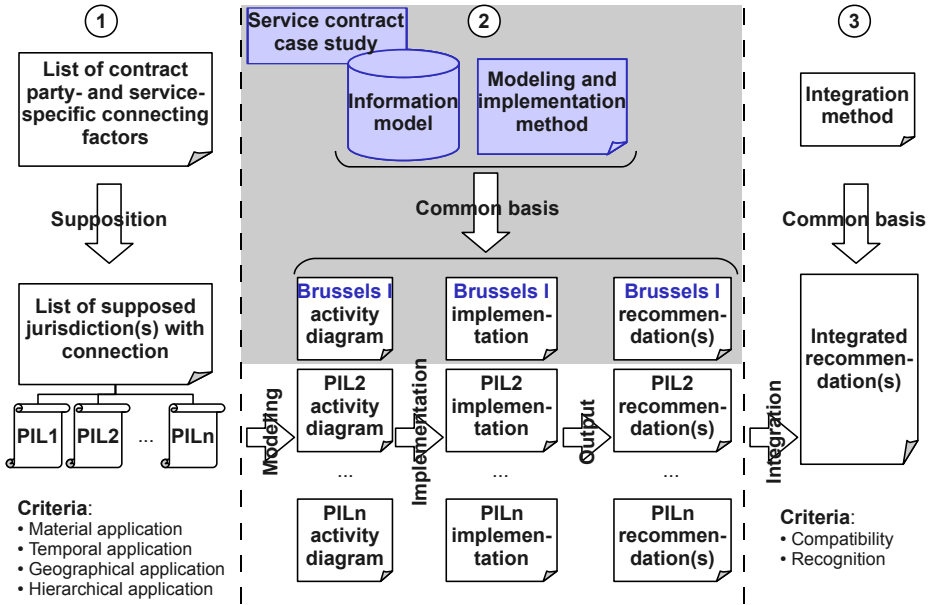 1
List of contract
party- and service-
specific connecting
factors
Supposition
List of supposed
jurisdiction(s) with
connection
PIL1
PIL2
...
PILn
Criteria:
• Material application
• Temporal application
• Geographical application
• Hierarchical application
2
Service contract
case study
Information
model
Modeling and
implementation
method
Common basis
Modeling
Brussels I
activity
diagram
PIL2
activity
diagram
...
PILn
activity
diagram
Implementation
Brussels I
implemen-
tation
PIL2
implemen-
tation
...
PILn
implemen-
tation
Output
Brussels I
recommen-
dation(s)
PIL2
recommen-
dation(s)
...
PILn
recommen-
dation(s)
3
Integration
method
Common basis
Integration
Integrated
recommen-
dation(s)
Criteria:
• Compatibility
• Recognition